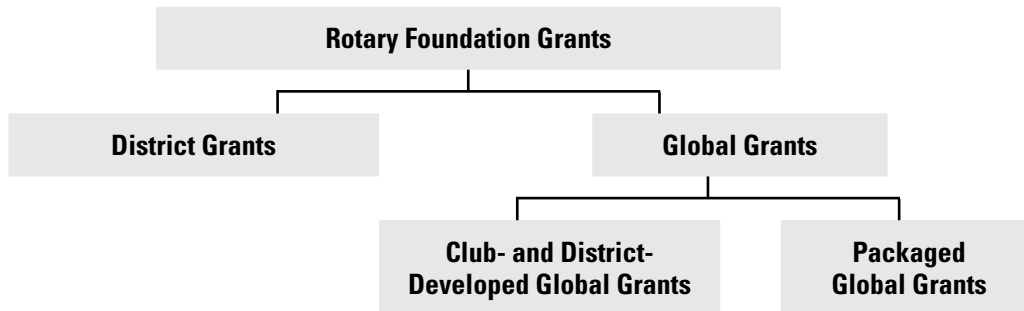 Rotary Foundation Grants
District Grants
Global Grants
Club- and District-
Developed Global Grants
Packaged
Global Grants